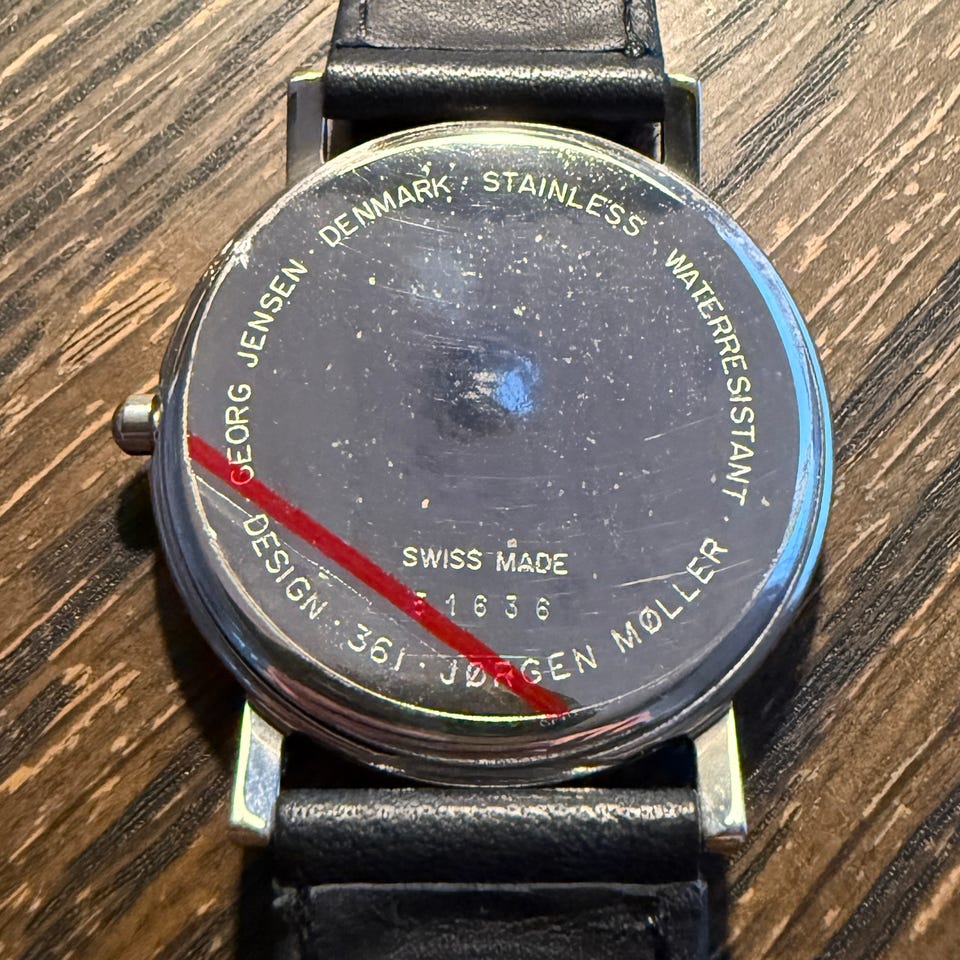 GEORG JENSEN · DENMARK · STAINLESS WATERRESISTANT
DESIGN · 361 · JØRGEN MØLLER
SWISS MADE